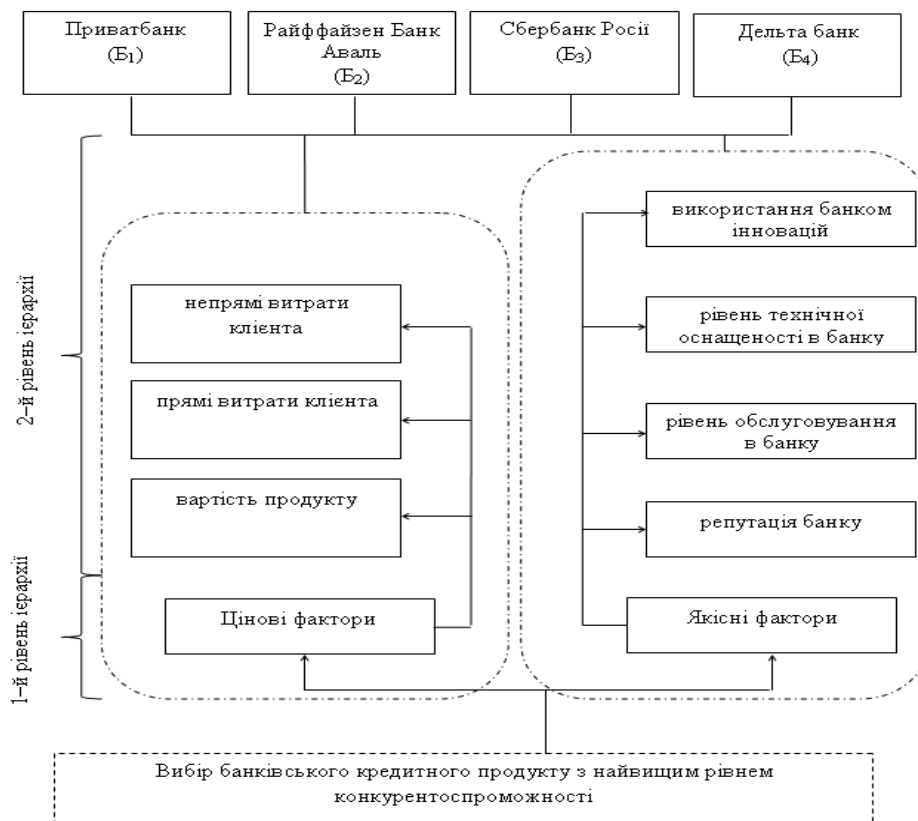 Приватбанк
(Б1)
Райффайзен Банк
Аваль
(Б2)
Сбербанк Росії
(Б3)
Дельта банк
(Б4)
2–й рівень ієрархії
непрямі витрати
клієнта
прямі витрати клієнта
вартість продукту
використання банком
інновацій
рівень технічної
оснащеності в банку
рівень обслуговування
в банку
репутація банку
1–й рівень ієрархії
Цінові фактори
Якісні фактори
Вибір банківського кредитного продукту з найвищим рівнем
конкурентоспроможності